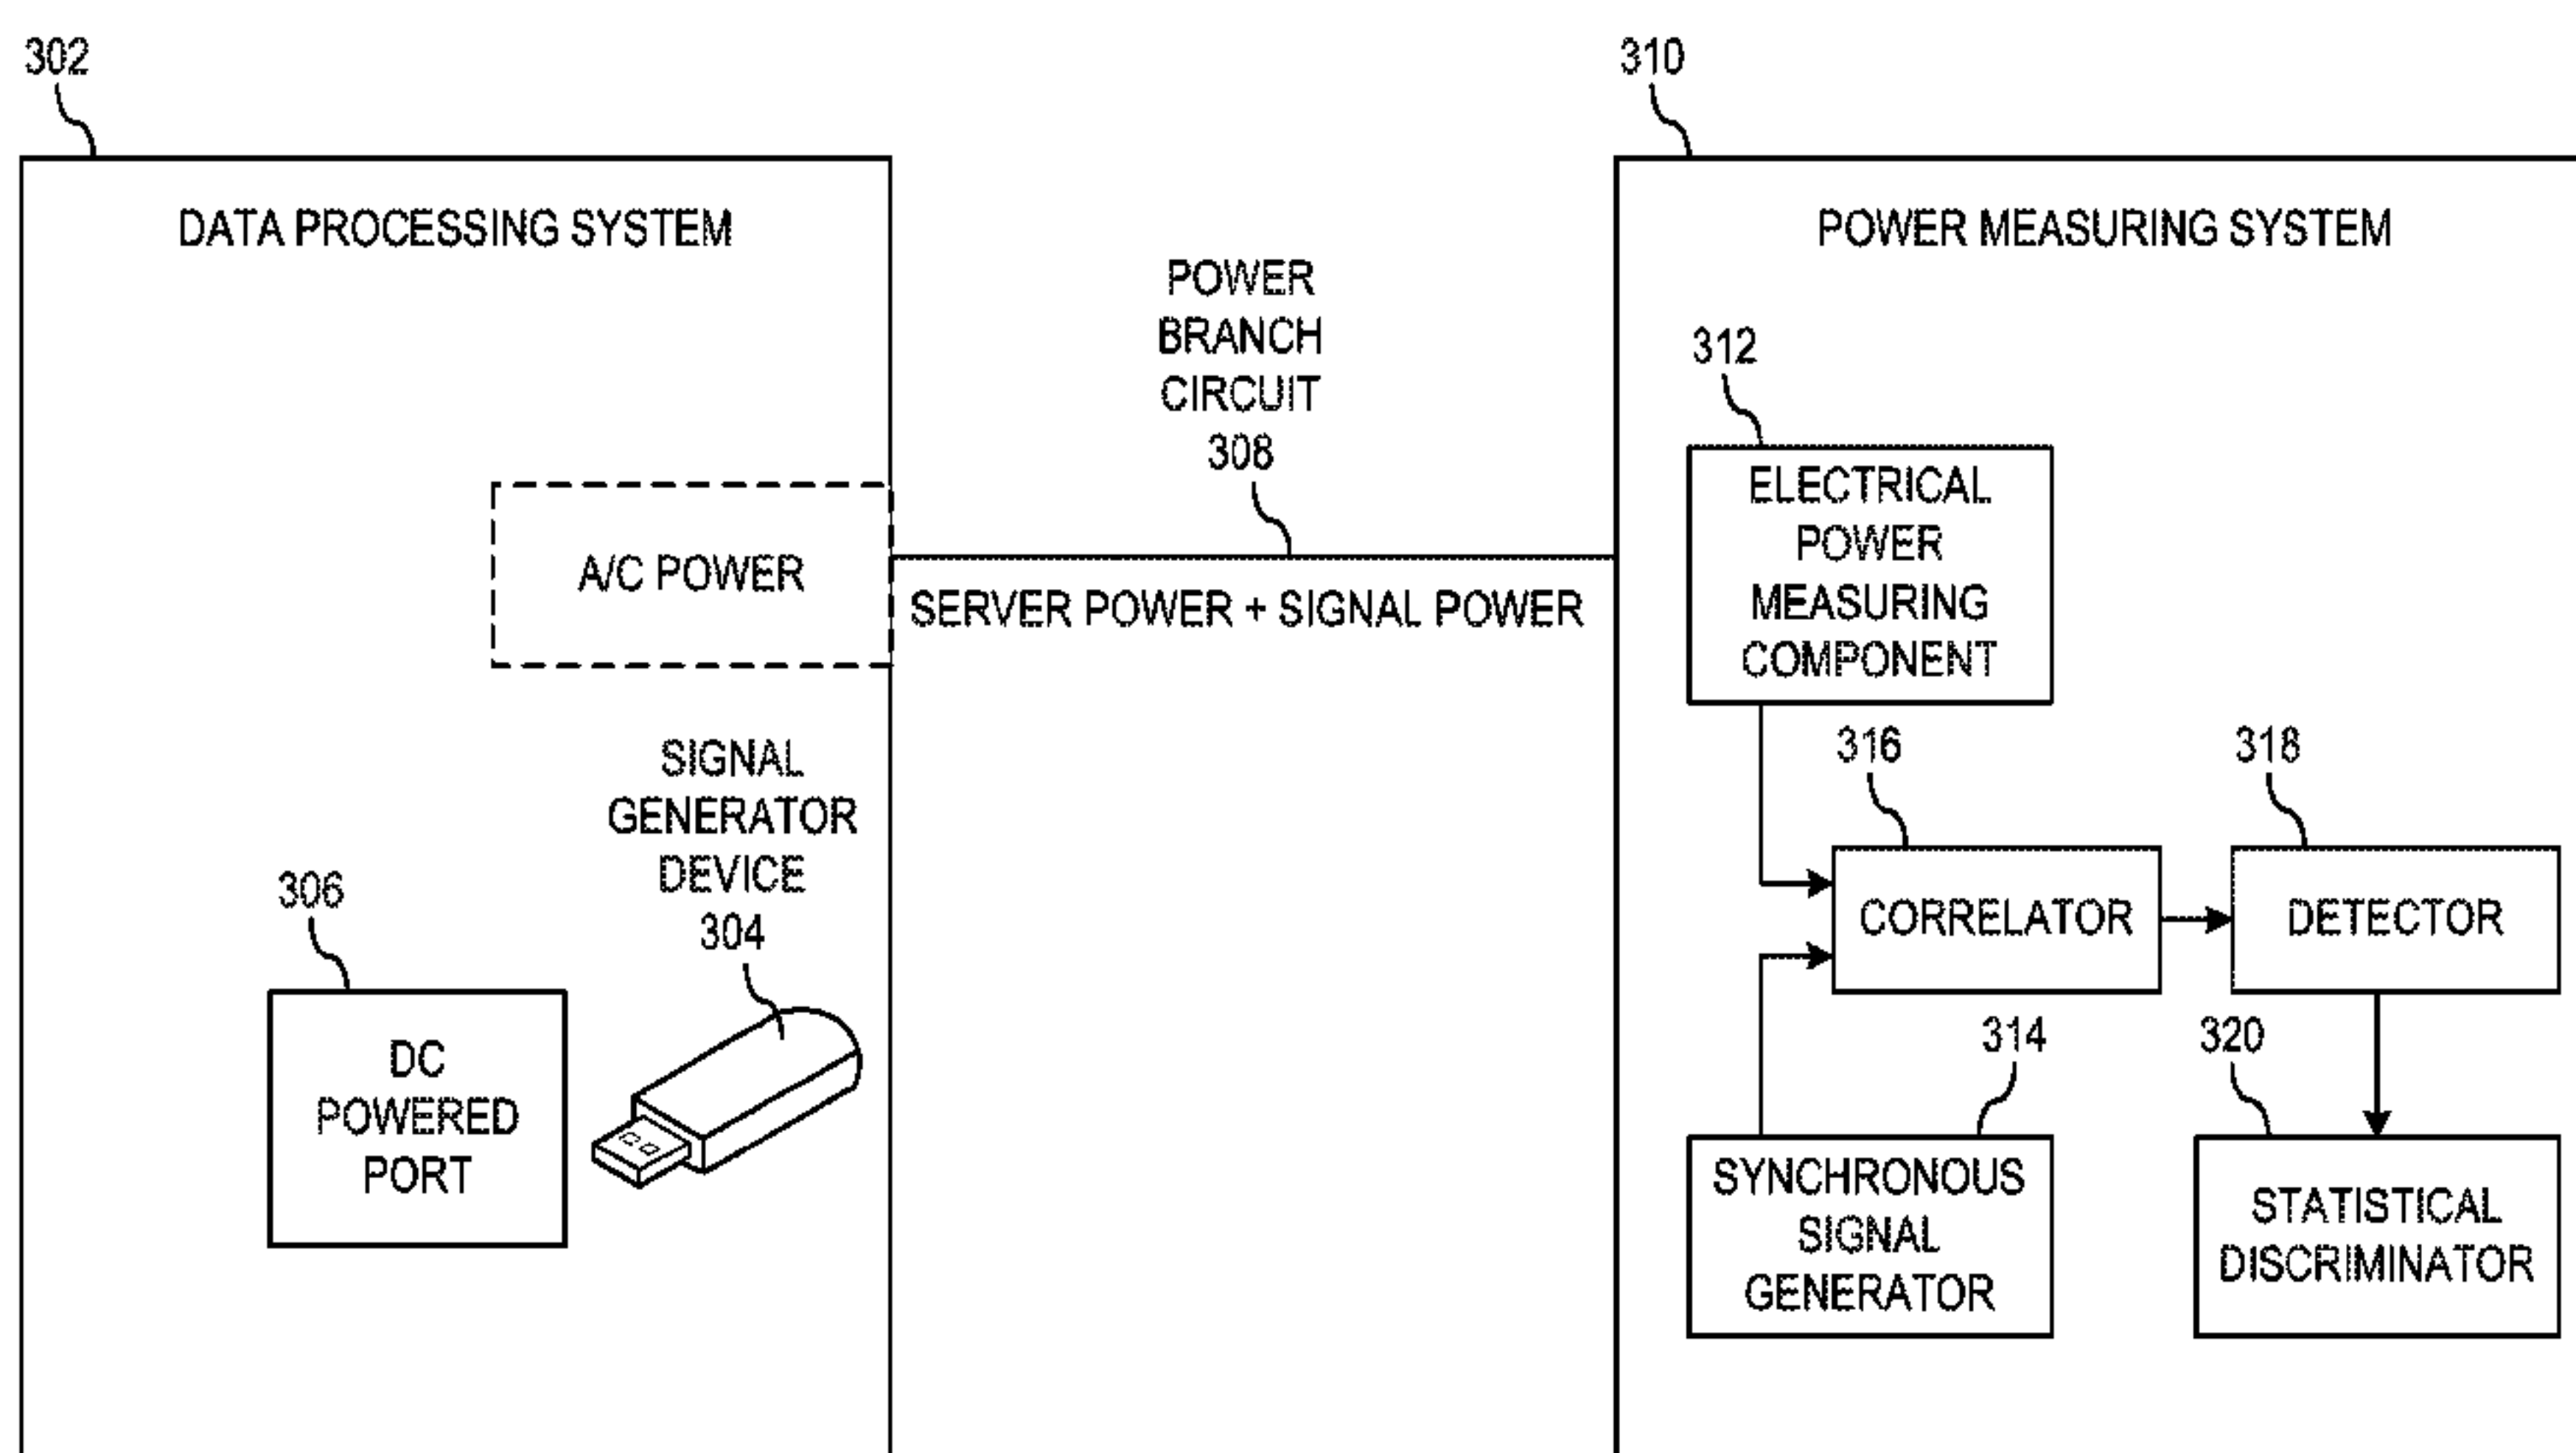 302
310
DATA PROCESSING SYSTEM
POWER MEASURING SYSTEM
POWER
BRANCH
CIRCUIT
308
312
ELECTRICAL
POWER
MEASURING
COMPONENT
A/C POWER
SERVER POWER + SIGNAL POWER
SIGNAL
GENERATOR
DEVICE
304
306
DC
POWERED
PORT
316
318
CORRELATOR
DETECTOR
314
320
SYNCHRONOUS
SIGNAL
GENERATOR
STATISTICAL
DISCRIMINATOR